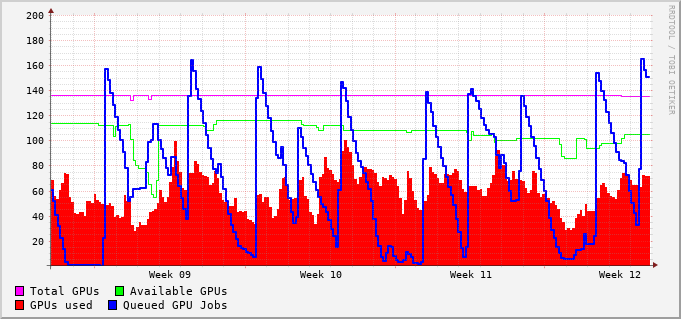 200
180
160
140
120
100
80
60
40
20
Week 09 Week 10 Week 11 Week 12
Total GPUs Available GPUs
GPUs used Queued GPU Jobs
RRDTOOL / TOBI OETIKER